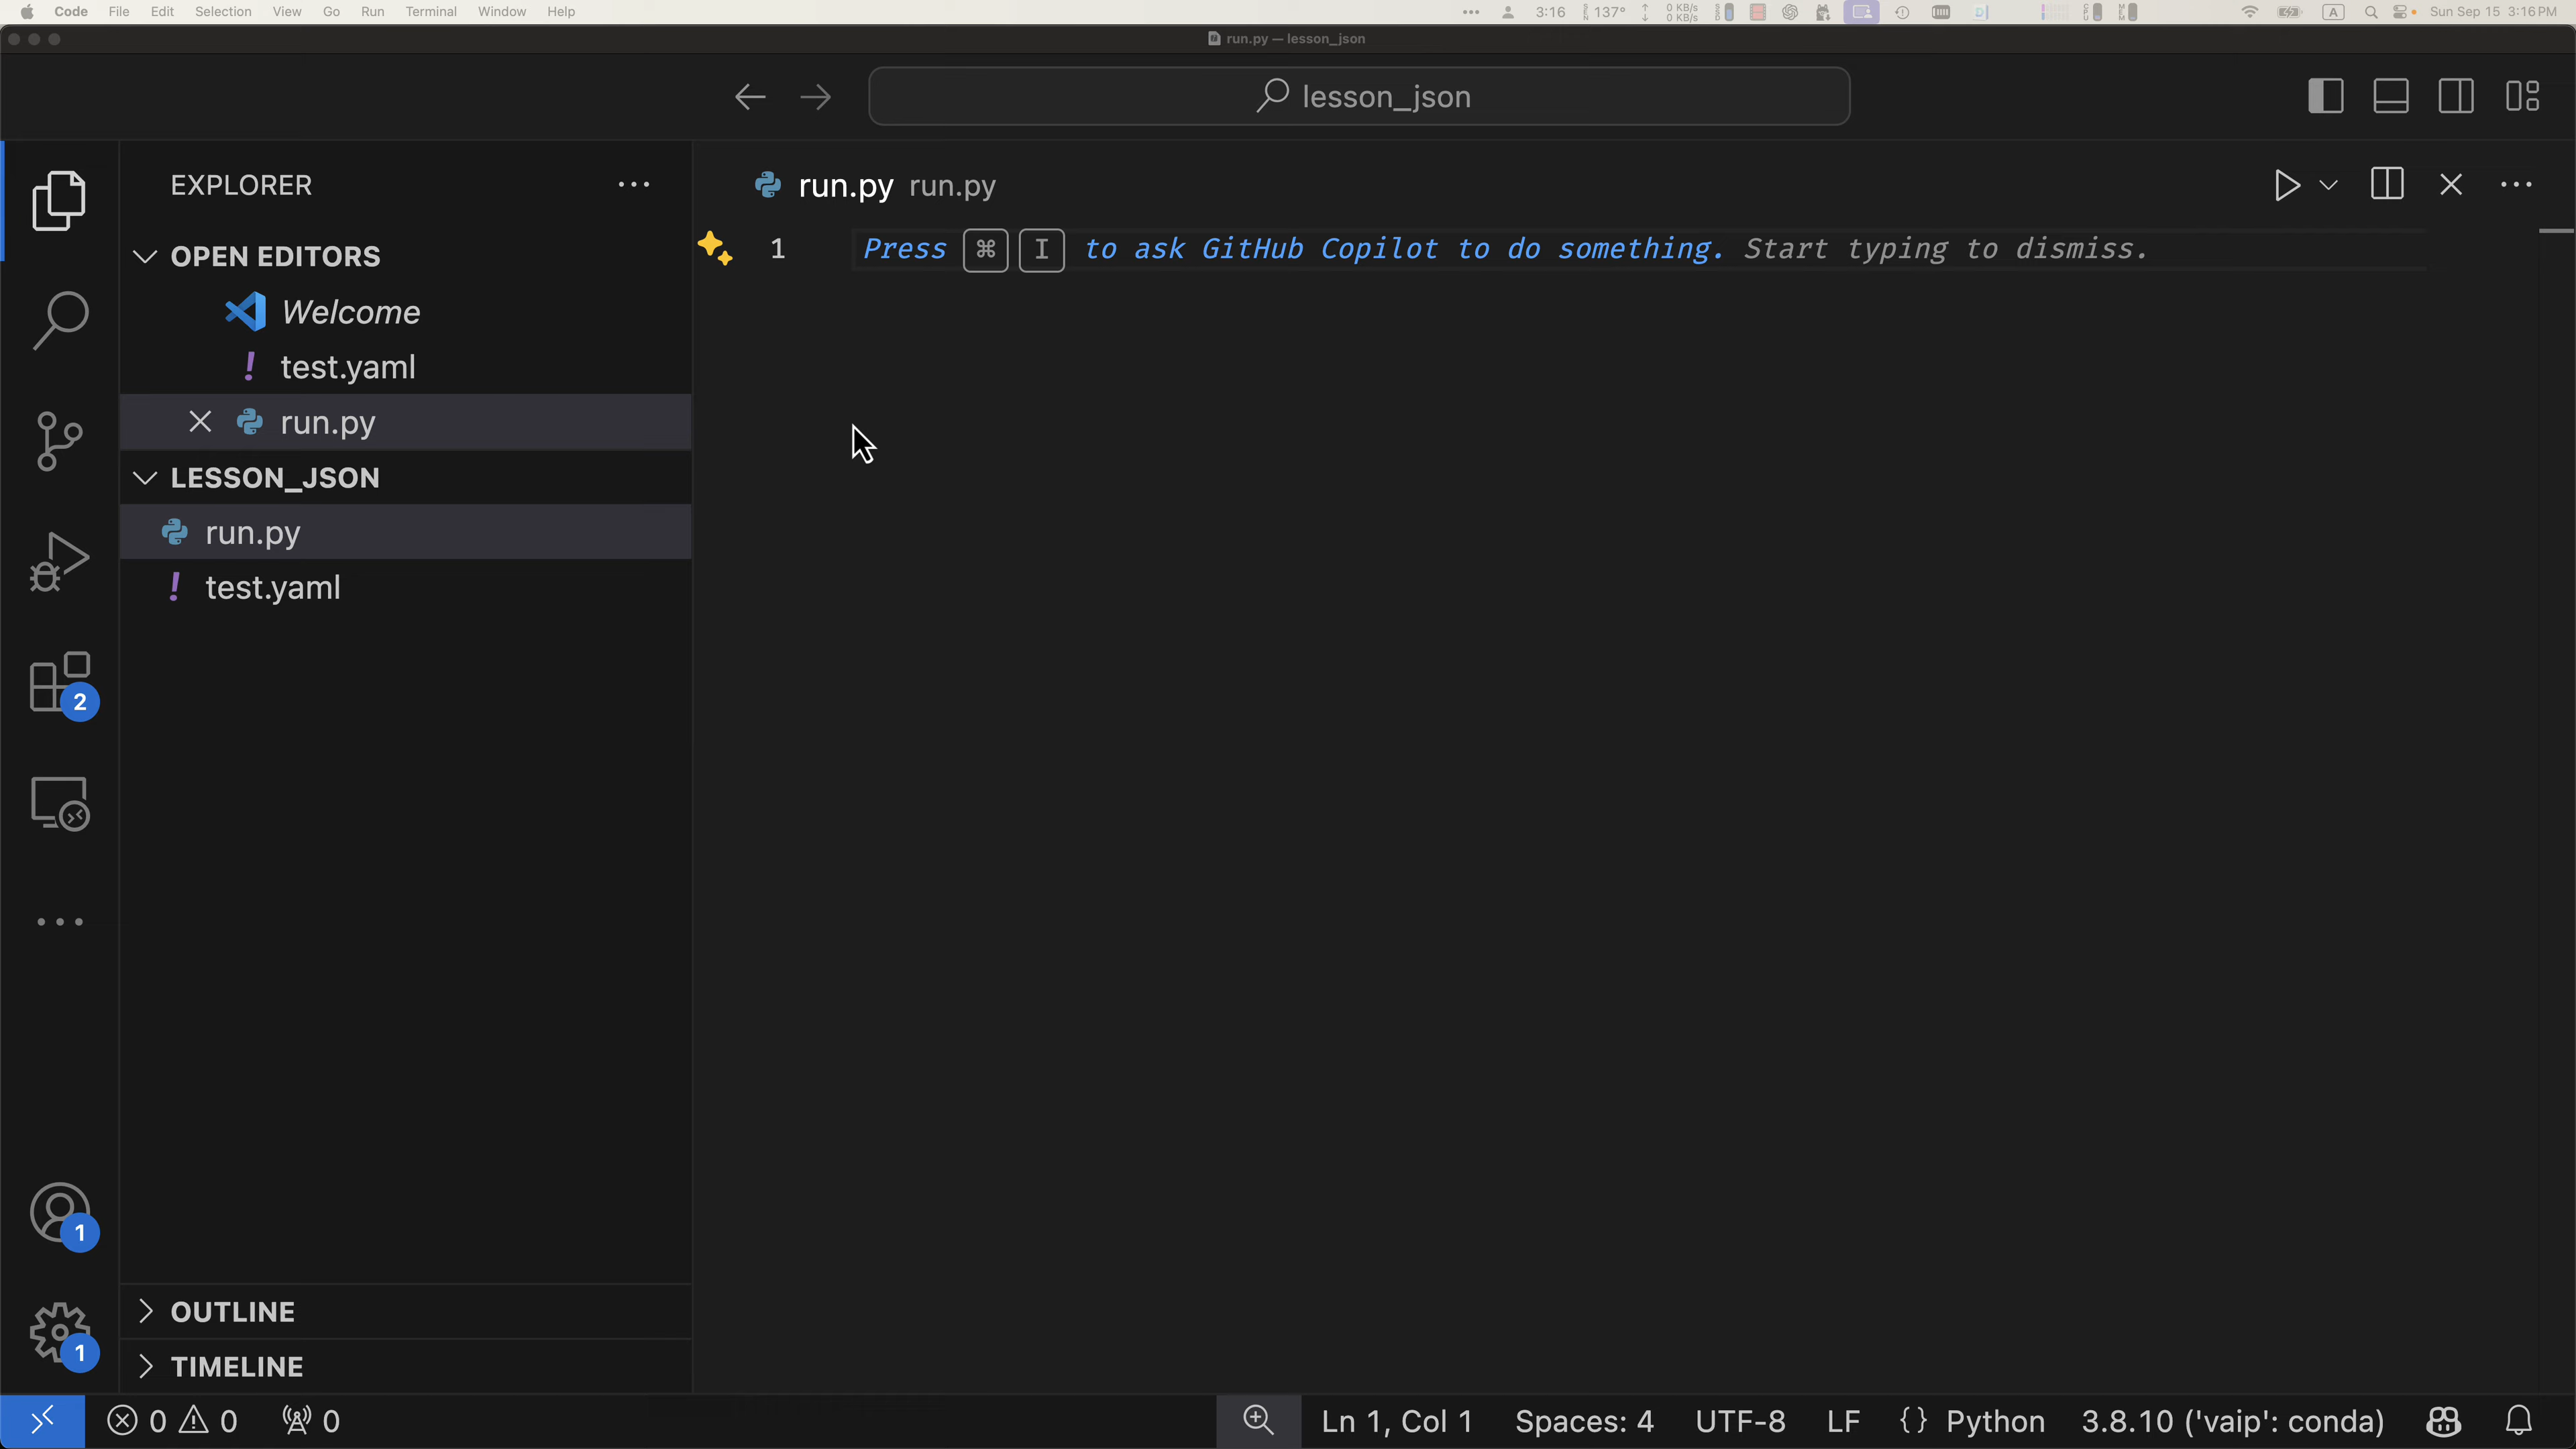 Code File Edit Selection View Go Run Terminal Window Help ••• 3:16 137° 0 KB/s 0 KB/s Sun Sep 15 3:16 PM
run.py — lesson_json
lesson_json
EXPLORER
OPEN EDITORS
Welcome
test.yaml
run.py
LESSON_JSON
run.py
test.yaml
run.py run.py
1 Press ⌘ I to ask GitHub Copilot to do something. Start typing to dismiss.
2
1
1
OUTLINE
TIMELINE
0 0 0 Ln 1, Col 1 Spaces: 4 UTF-8 LF {} Python 3.8.10 ('vaip': conda)